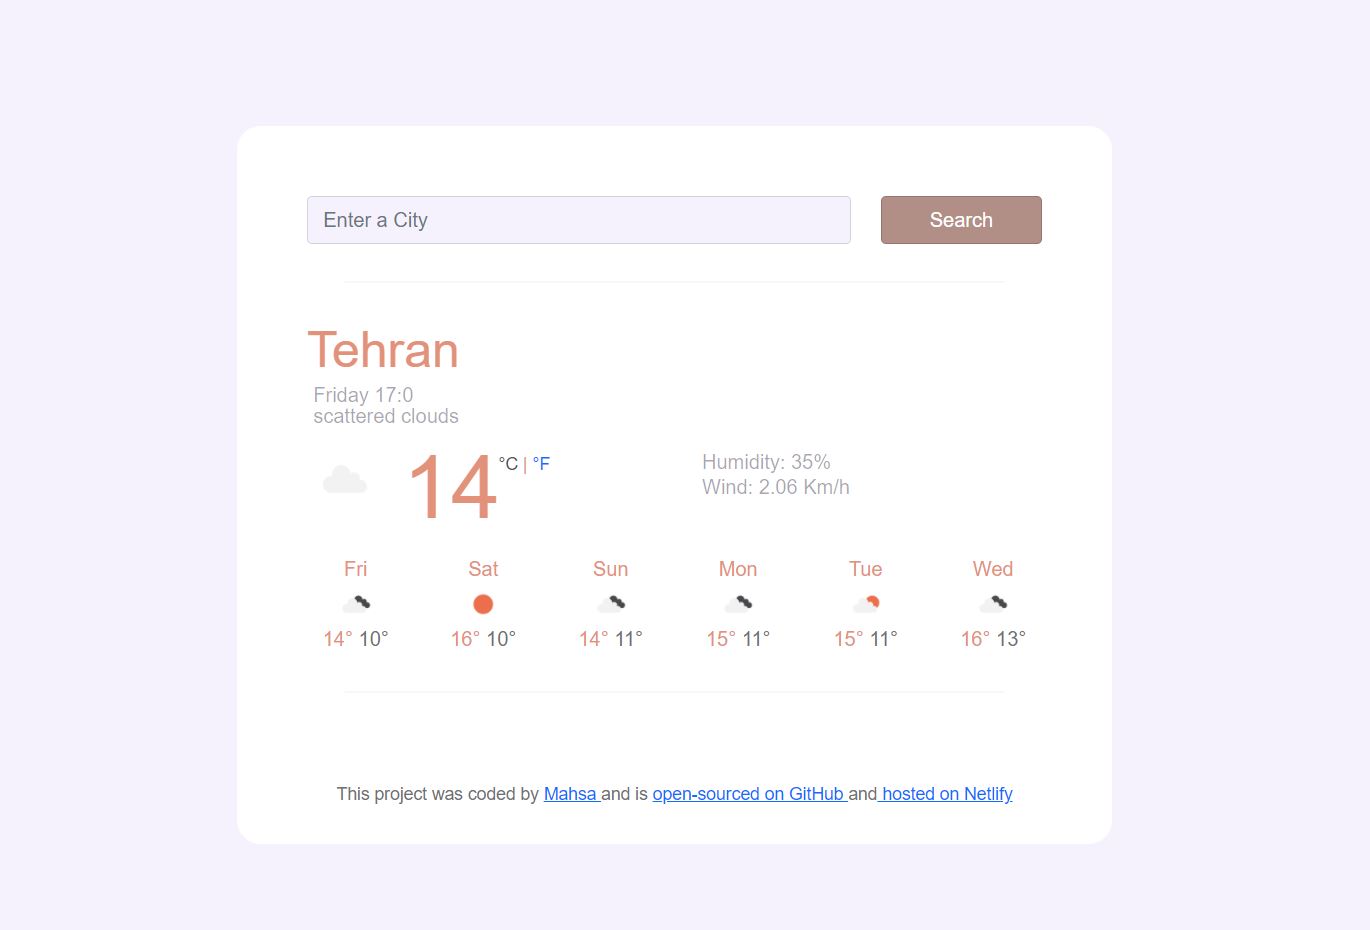 Enter a City
Search
Tehran
Friday 17:0
scattered clouds
14 °C | °F
Humidity: 35%
Wind: 2.06 Km/h
Fri Sat Sun Mon Tue Wed
14° 10° 16° 10° 14° 11° 15° 11° 15° 11° 16° 13°
This project was coded by Mahsa and is open-sourced on GitHub and hosted on Netlify